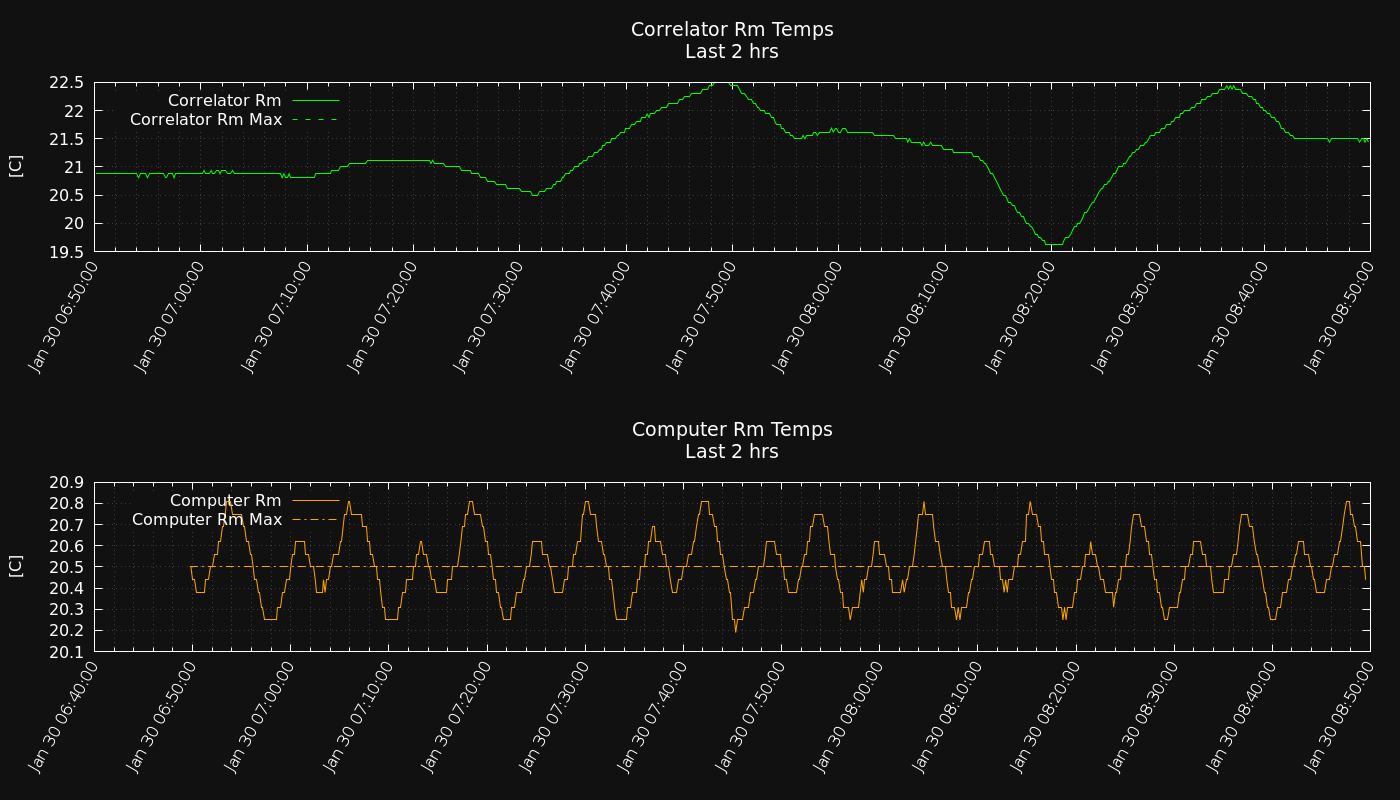 Correlator Rm Temps
Last 2 hrs
22.5
22
21.5
21
20.5
20
19.5
[C]
Correlator Rm
Correlator Rm Max
Jan 30 06:50:00
Jan 30 07:00:00
Jan 30 07:10:00
Jan 30 07:20:00
Jan 30 07:30:00
Jan 30 07:40:00
Jan 30 07:50:00
Jan 30 08:00:00
Jan 30 08:10:00
Jan 30 08:20:00
Jan 30 08:30:00
Jan 30 08:40:00
Jan 30 08:50:00
Computer Rm Temps
Last 2 hrs
20.9
20.8
20.7
20.6
20.5
20.4
20.3
20.2
20.1
[C]
Computer Rm
Computer Rm Max
Jan 30 06:40:00
Jan 30 06:50:00
Jan 30 07:00:00
Jan 30 07:10:00
Jan 30 07:20:00
Jan 30 07:30:00
Jan 30 07:40:00
Jan 30 07:50:00
Jan 30 08:00:00
Jan 30 08:10:00
Jan 30 08:20:00
Jan 30 08:30:00
Jan 30 08:40:00
Jan 30 08:50:00